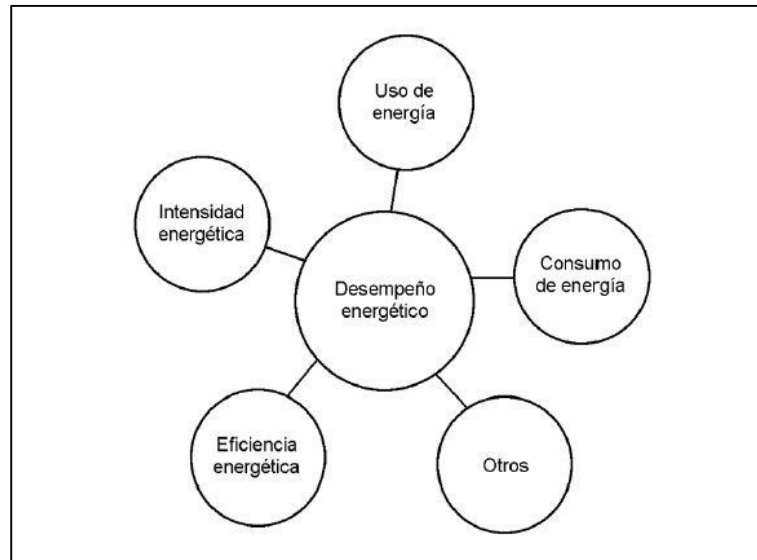 Uso de
energía
Intensidad
energética
Consumo
de energía
Desempeño
energético
Eficiencia
energética
Otros